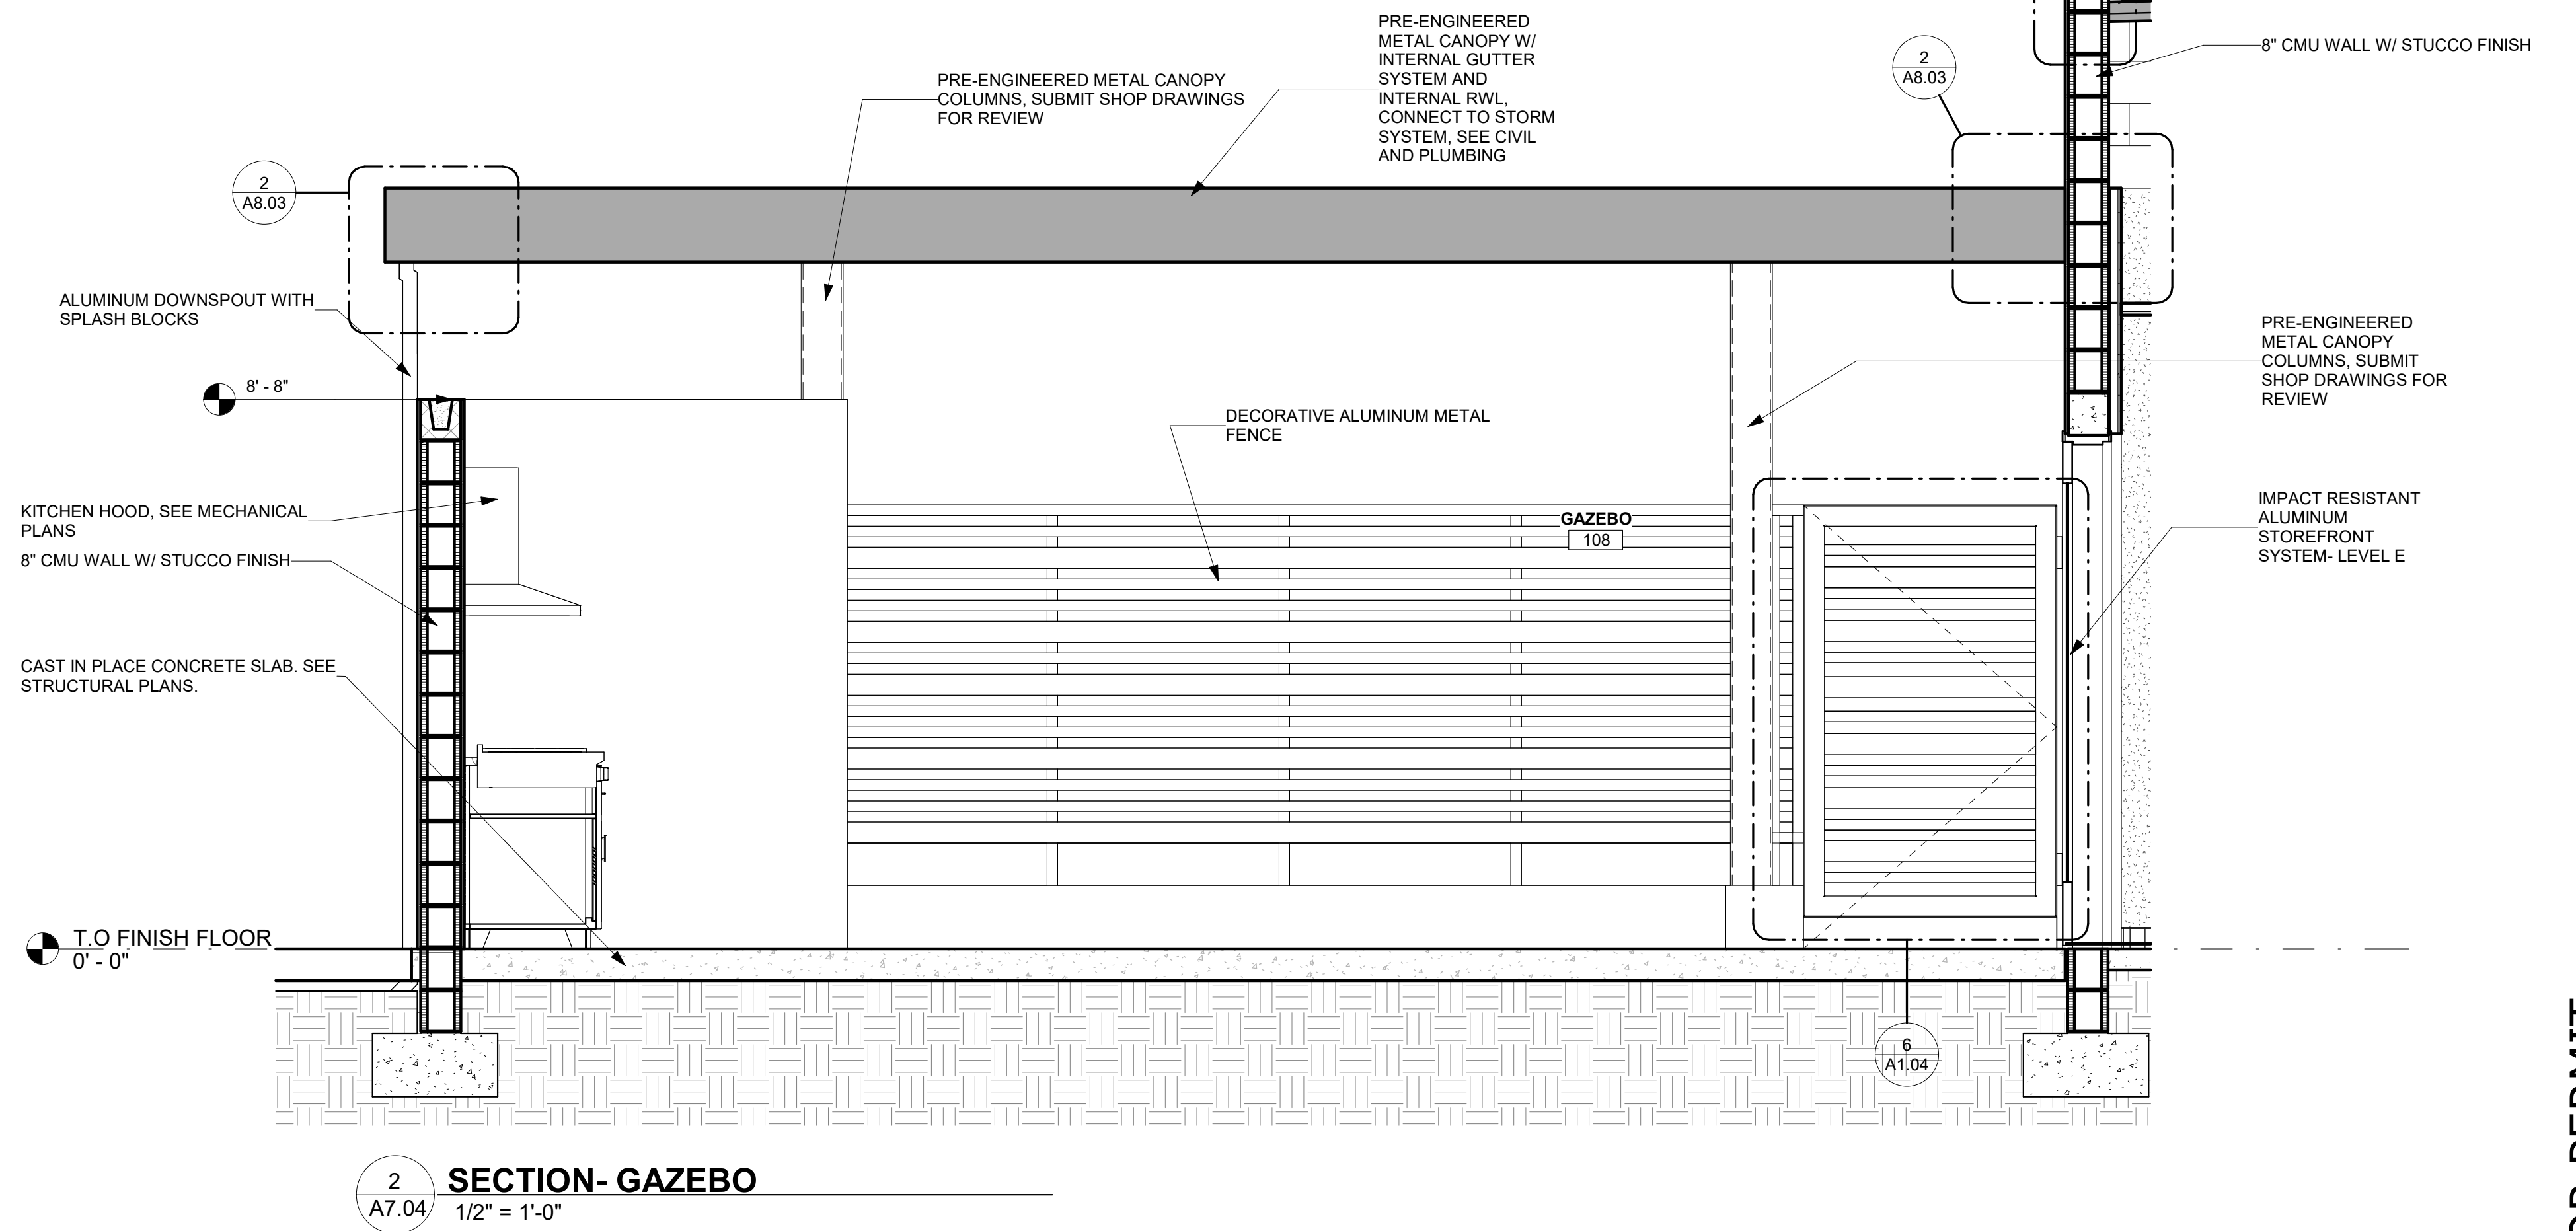 PRE-ENGINEERED
METAL CANOPY W/
INTERNAL GUTTER
SYSTEM AND
INTERNAL RWL,
CONNECT TO STORM
SYSTEM, SEE CIVIL
AND PLUMBING
PRE-ENGINEERED METAL CANOPY
COLUMNS, SUBMIT SHOP DRAWINGS
FOR REVIEW
2
A8.03
8" CMU WALL W/ STUCCO FINISH
2
A8.03
ALUMINUM DOWNSPOUT WITH
SPLASH BLOCKS
8' - 8"
PRE-ENGINEERED
METAL CANOPY
COLUMNS, SUBMIT
SHOP DRAWINGS FOR
REVIEW
DECORATIVE ALUMINUM METAL
FENCE
KITCHEN HOOD, SEE MECHANICAL
PLANS
GAZEBO
108
IMPACT RESISTANT
ALUMINUM
STOREFRONT
SYSTEM- LEVEL E
8" CMU WALL W/ STUCCO FINISH
CAST IN PLACE CONCRETE SLAB. SEE
STRUCTURAL PLANS.
T.O FINISH FLOOR
0' - 0"
6
A1.04
2
A7.04
SECTION- GAZEBO
1/2" = 1'-0"
PERMIT